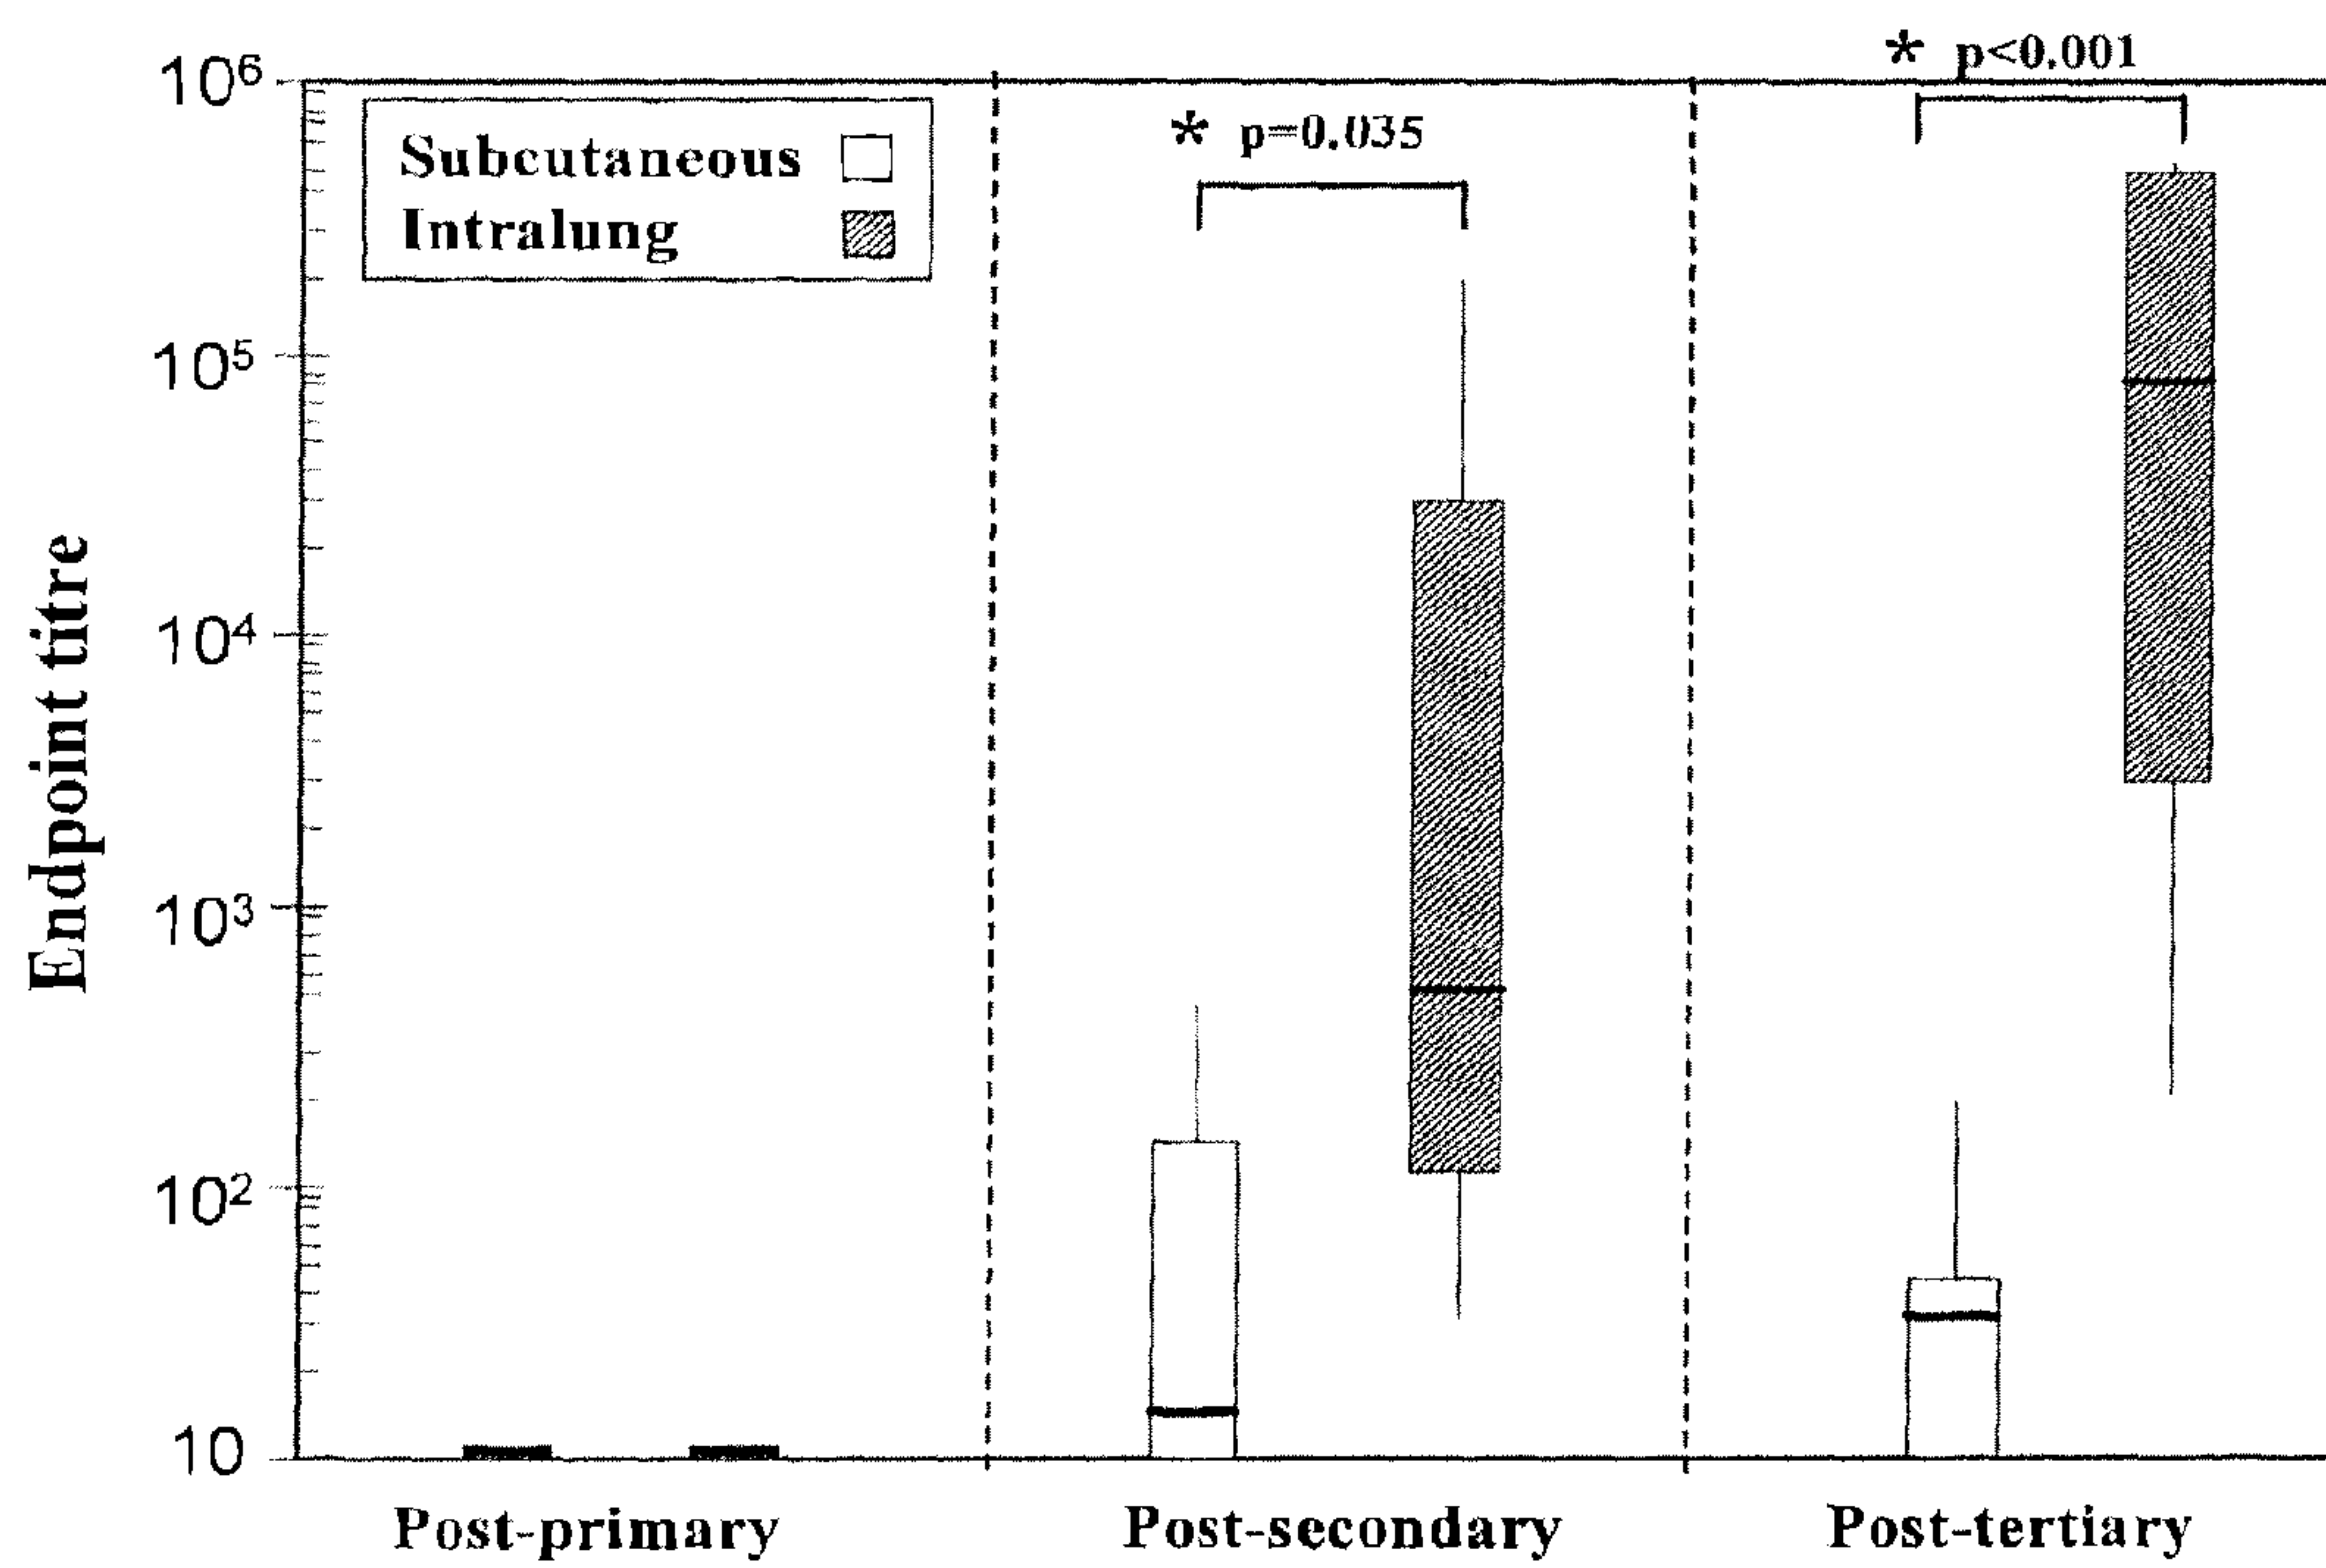 * p<0.001
10⁶
Subcutaneous
Intralung
* p=0.035
10⁵
10⁴
10³
10²
10
Endpoint titre
Post-primary
Post-secondary
Post-tertiary